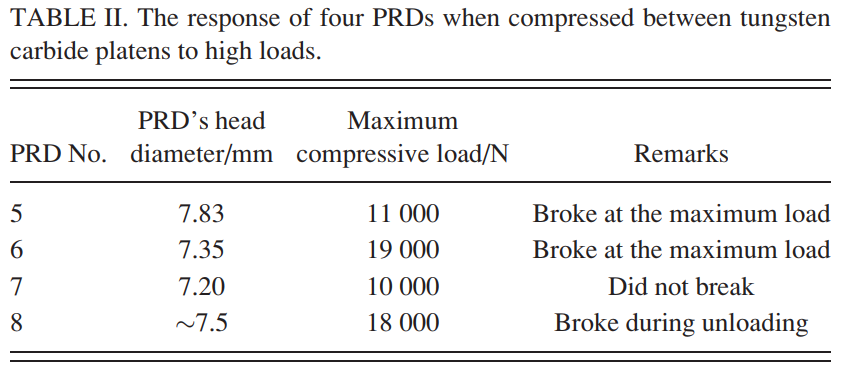 TABLE II. The response of four PRDs when compressed between tungsten
carbide platens to high loads.
PRD’s head Maximum
PRD No. diameter/mm compressive load/N Remarks
5 7.83 11 000 Broke at the maximum load
6 7.35 19 000 Broke at the maximum load
7 7.20 10 000 Did not break
8 ∼7.5 18 000 Broke during unloading